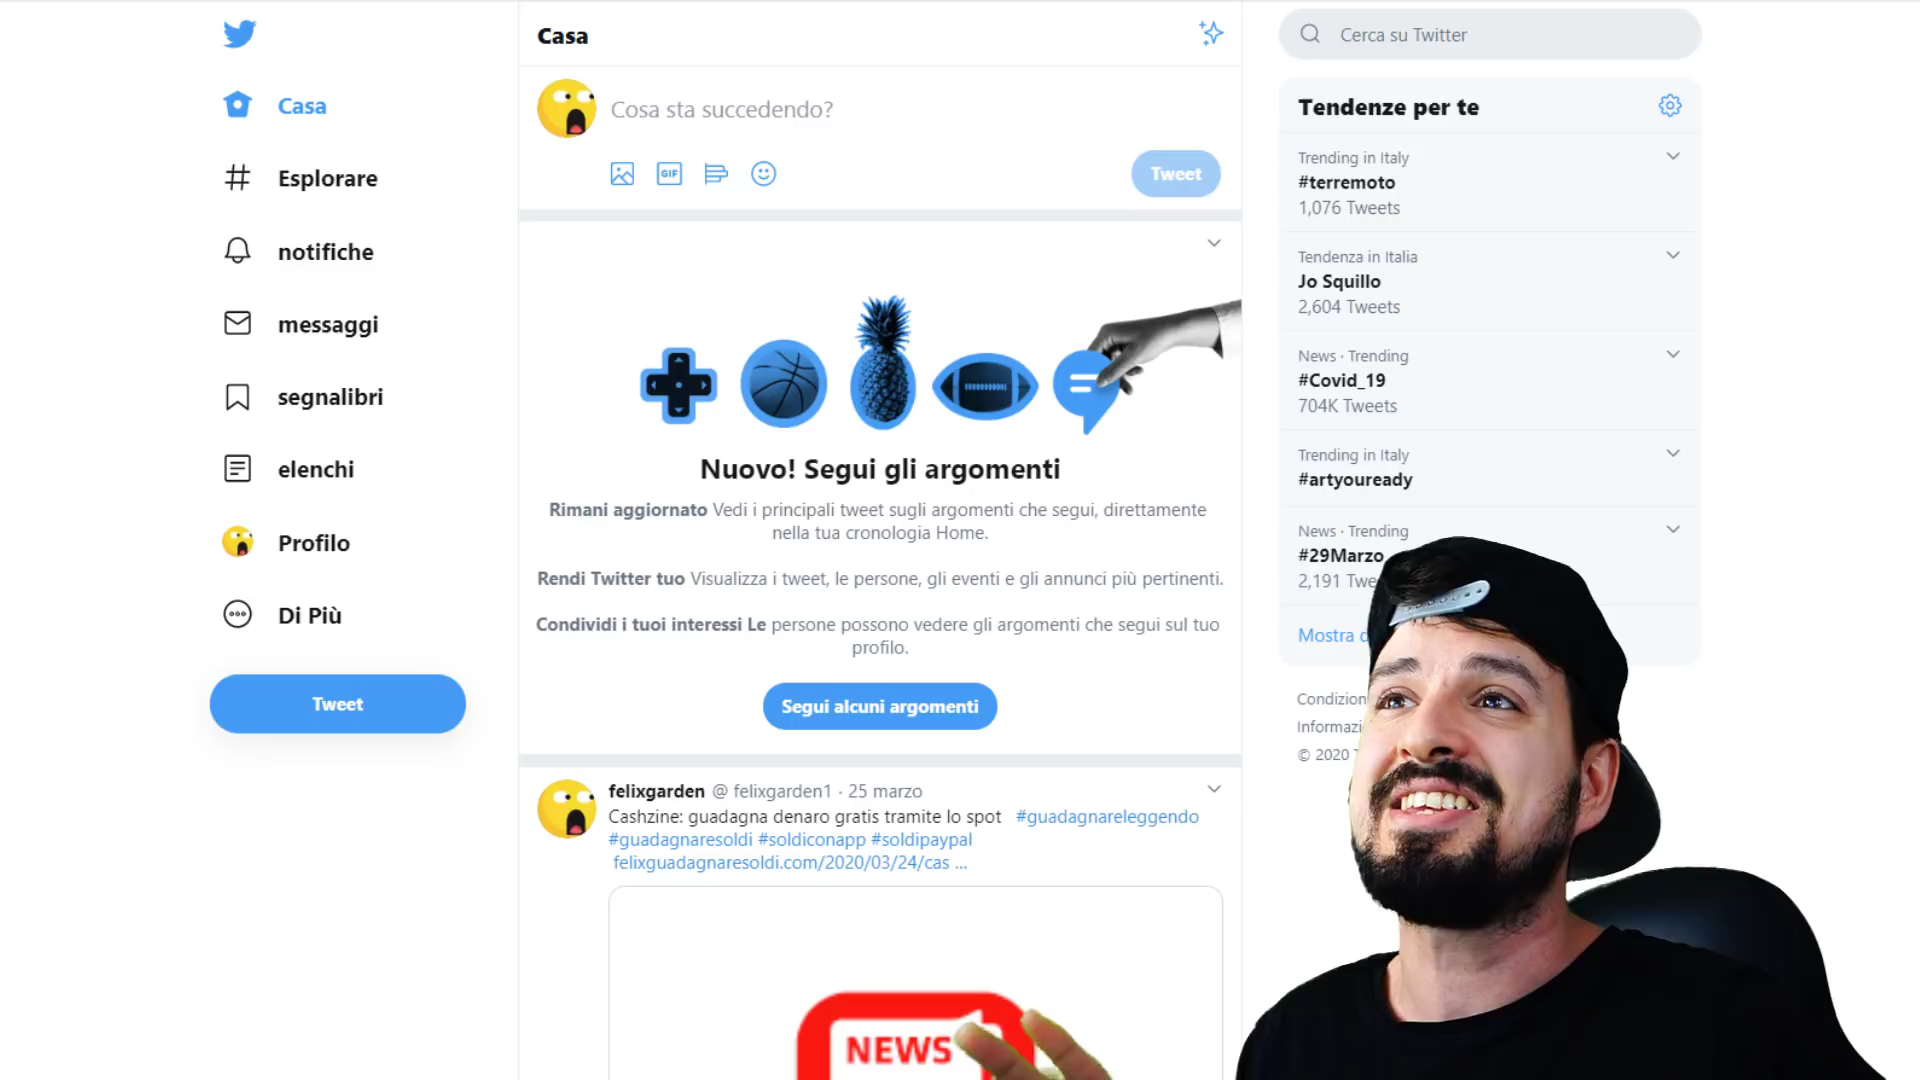 Casa
Esplorare
notifiche
messaggi
segnalibri
elenchi
Profilo
Di Più
Tweet
Casa
Cosa sta succedendo?
GIF
Tweet
Nuovo! Segui gli argomenti
Rimani aggiornato Vedi i principali tweet sugli argomenti che segui, direttamente
nella tua cronologia Home.
Rendi Twitter tuo Visualizza i tweet, le persone, gli eventi e gli annunci più pertinenti.
Condividi i tuoi interessi Le persone possono vedere gli argomenti che segui sul tuo
profilo.
Segui alcuni argomenti
felixgarden @ felixgarden1 · 25 marzo
Cashzine: guadagna denaro gratis tramite lo spot #guadagnareleggendo
#guadagnaresoldi #soldiconapp #soldipaypal
felixguadagnaresoldi.com/2020/03/24/cas ...
NEWS
Cerca su Twitter
Tendenze per te
Trending in Italy
#terremoto
1,076 Tweets
Tendenza in Italia
Jo Squillo
2,604 Tweets
News · Trending
#Covid_19
704K Tweets
Trending in Italy
#artyouready
News · Trending
#29Marzo
2,191
Mostra
© 2020